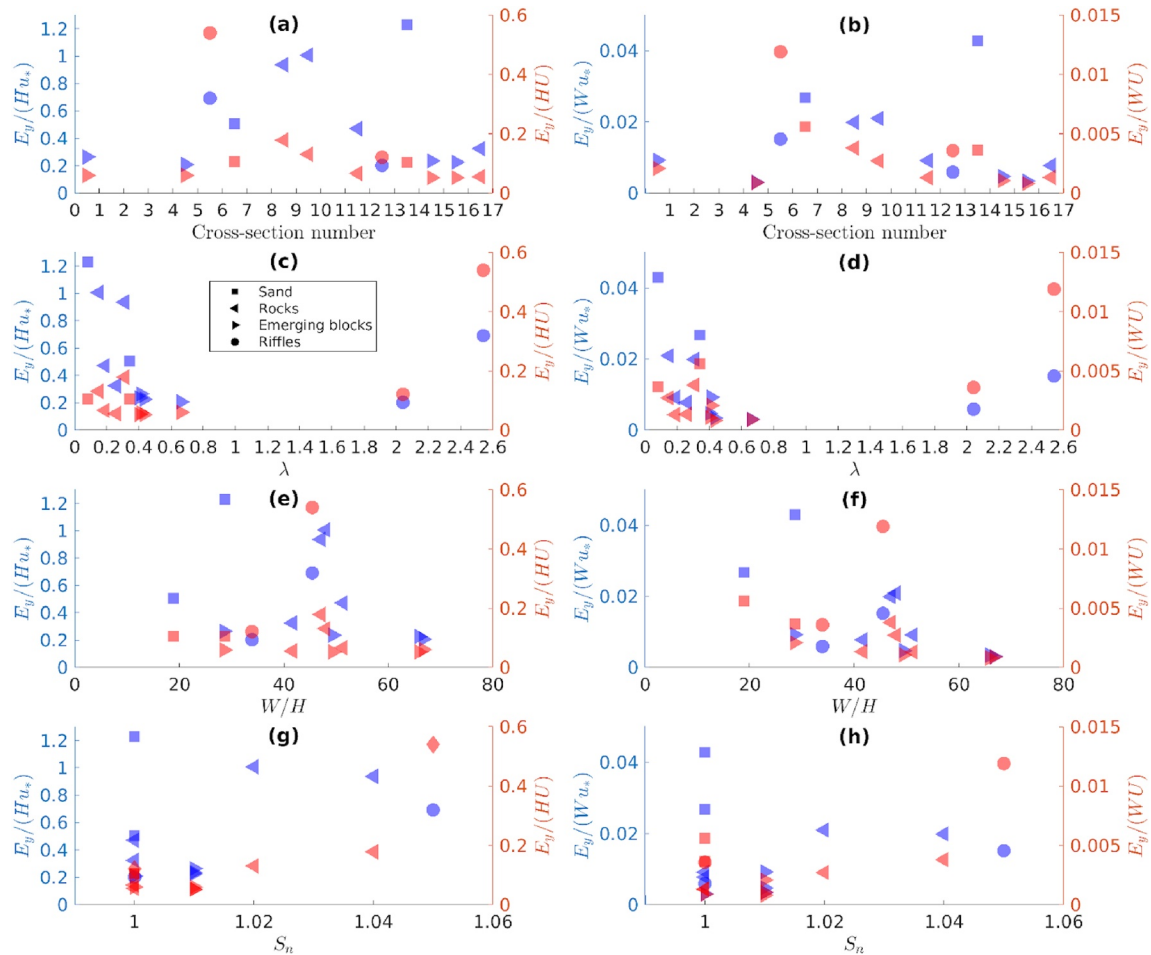 (a)
1.2
1
0.8
0.6
0.4
0.2
0
E_y/(Hu_*)
0.6
0.4
0.2
0
E_y/(HU)
0 1 2 3 4 5 6 7 8 9 10 11 12 13 14 15 16 17
Cross-section number
(b)
0.04
0.02
0
E_y/(Wu_*)
0.015
0.01
0.005
0
E_y/(WU)
1 2 3 4 5 6 7 8 9 10 11 12 13 14 15 16 17
Cross-section number
(c)
1.2
1
0.8
0.6
0.4
0.2
0
E_y/(Hu_*)
Sand
Rocks
Emerging blocks
Riffles
0.6
0.4
0.2
0
E_y/(HU)
0 0.2 0.4 0.6 0.8 1 1.2 1.4 1.6 1.8 2 2.2 2.4 2.6
λ
(d)
0.04
0.02
0
E_y/(Wu_*)
0.015
0.01
0.005
0
E_y/(WU)
0.2 0.4 0.6 0.8 1 1.2 1.4 1.6 1.8 2 2.2 2.4 2.6
λ
(e)
1.2
1
0.8
0.6
0.4
0.2
0
E_y/(Hu_*)
0.6
0.4
0.2
0
E_y/(HU)
0 20 40 60 80
W/H
(f)
0.04
0.02
0
E_y/(Wu_*)
0.015
0.01
0.005
0
E_y/(WU)
0 20 40 60 80
W/H
(g)
1.2
1
0.8
0.6
0.4
0.2
0
E_y/(Hu_*)
0.6
0.4
0.2
0
E_y/(HU)
1 1.02 1.04 1.06
S_n
(h)
0.04
0.02
0
E_y/(Wu_*)
0.015
0.01
0.005
0
E_y/(WU)
1 1.02 1.04 1.06
S_n